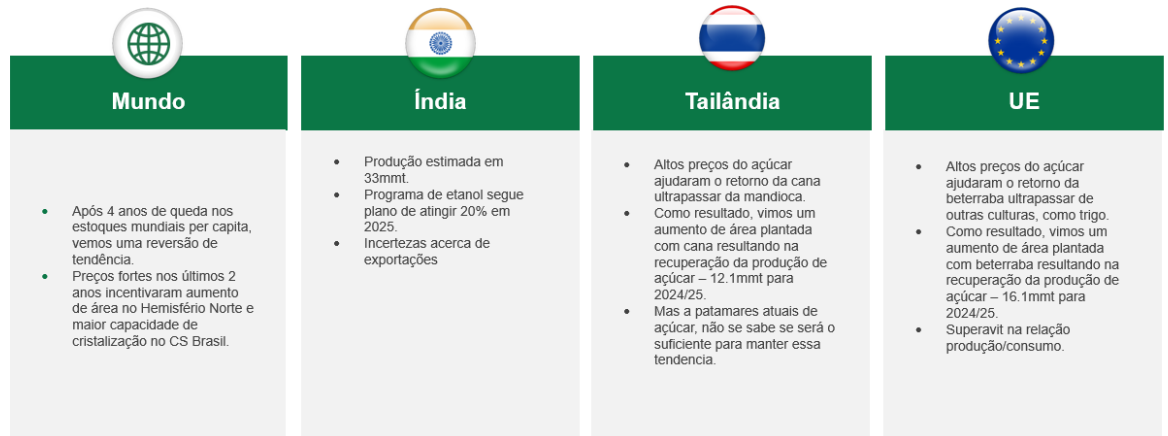 Mundo
Após 4 anos de queda nos
estoques mundiais per capita,
vemos uma reversão de
tendência.
Preços fortes nos últimos 2
anos incentivaram aumento
de área no Hemisfério Norte e
maior capacidade de
cristalização no CS Brasil.
Índia
Produção estimada em
33mmt.
Programa de etanol segue
plano de atingir 20% em
2025.
Incertezas acerca de
exportações
Tailândia
Altos preços do açúcar
ajudaram o retorno da cana
ultrapassar da mandioca.
Como resultado, vimos um
aumento de área plantada
com cana resultando na
recuperação da produção de
açúcar – 12.1mmt para
2024/25.
Mas a patamares atuais de
açúcar, não se sabe se será o
suficiente para manter essa
tendencia.
UE
Altos preços do açúcar
ajudaram o retorno da
beterraba ultrapassar de
outras culturas, como trigo.
Como resultado, vimos um
aumento de área plantada
com beterraba resultando na
recuperação da produção de
açúcar – 16.1mmt para
2024/25.
Superavit na relação
produção/consumo.